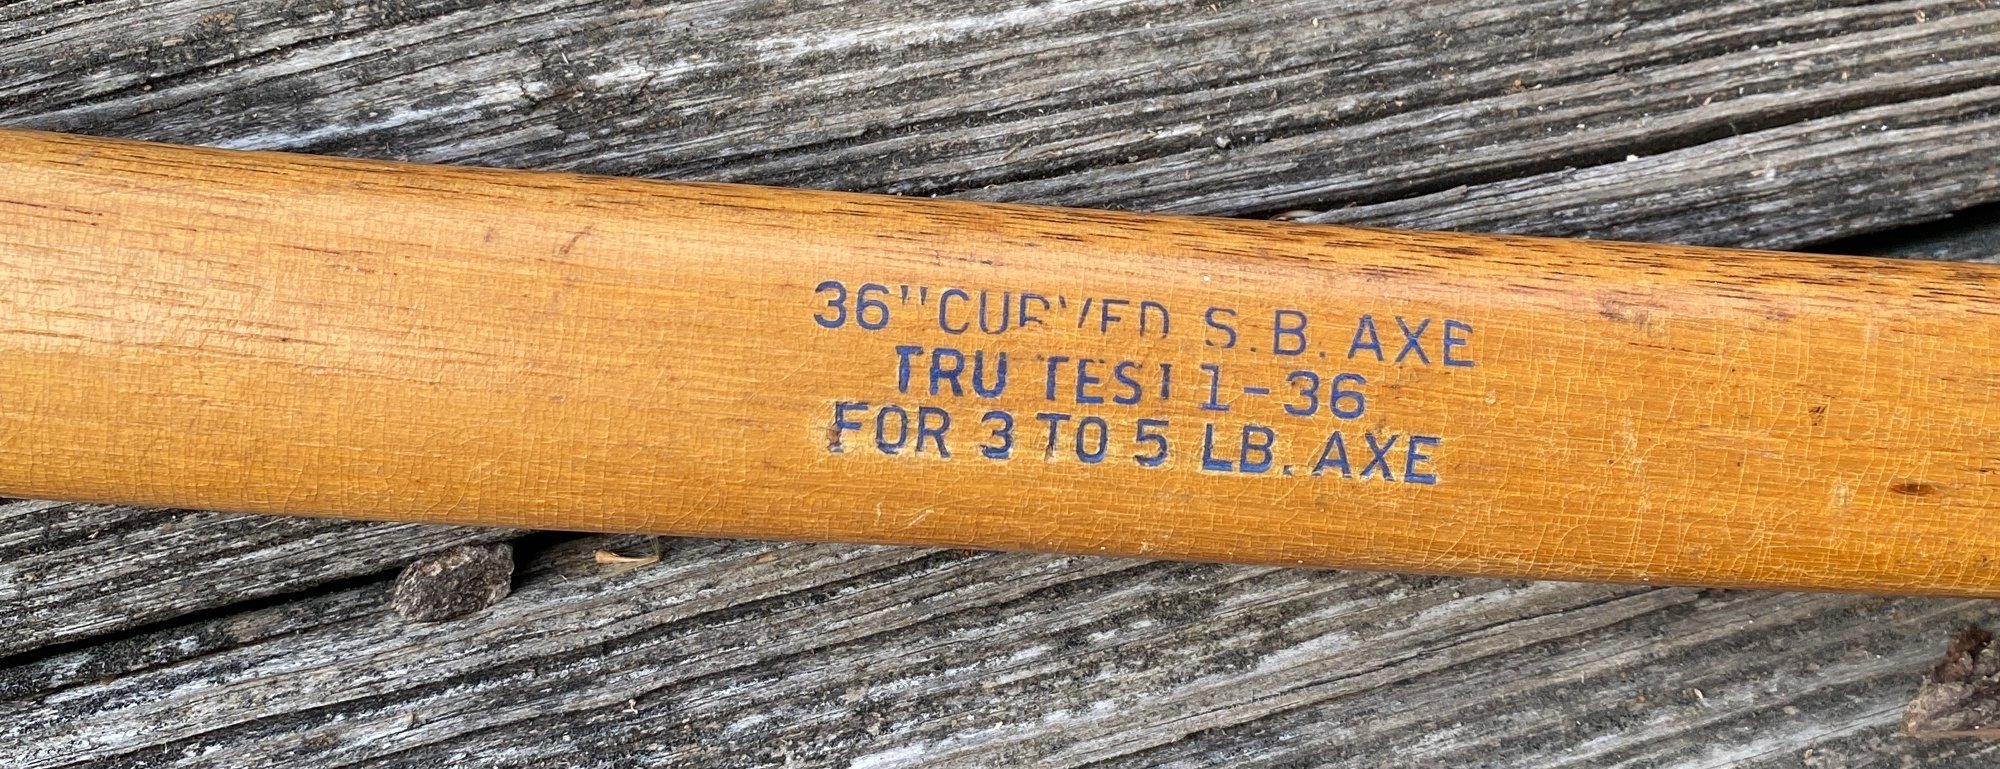 36" CURVED S.B. AXE
TRU TEST 1-36
FOR 3 TO 5 LB. AXE